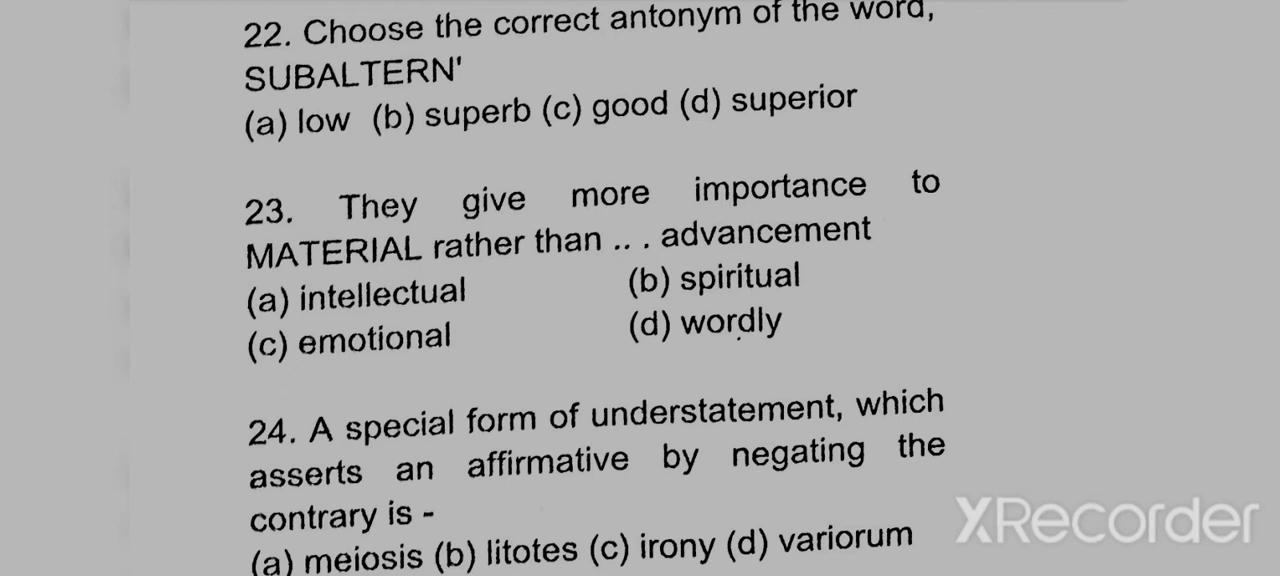 22. Choose the correct antonym of the word,
SUBALTERN'
(a) low (b) superb (c) good (d) superior
23. They give more importance to
MATERIAL rather than .. . advancement
(a) intellectual (b) spiritual
(c) emotional (d) wordly
24. A special form of understatement, which
asserts an affirmative by negating the
contrary is -
(a) meiosis (b) litotes (c) irony (d) variorum
XRecorder